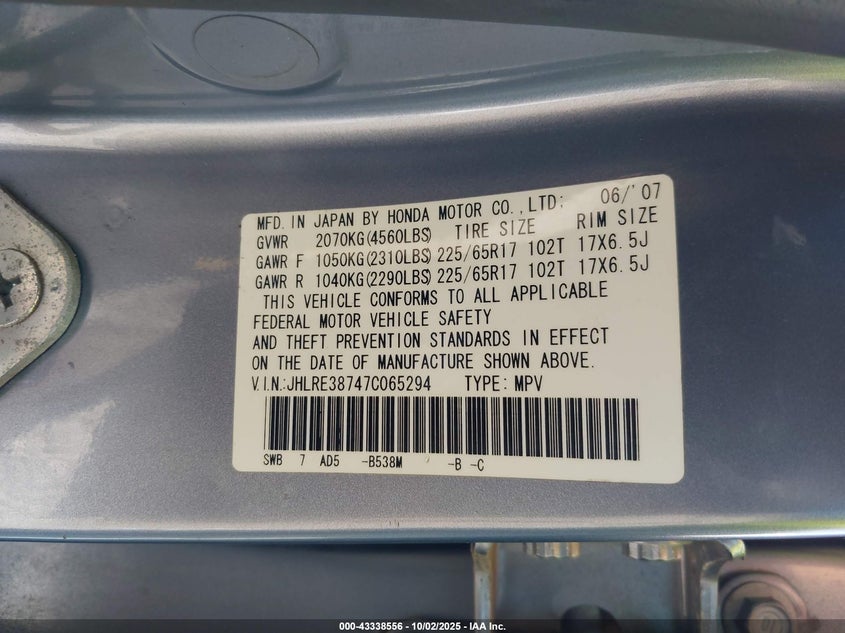 MFD. IN JAPAN BY HONDA MOTOR CO.,LTD; 06/'07
GVWR 2070KG(4560LBS) TIRE SIZE RIM SIZE
GAWR F 1050KG(2310LBS) 225/65R17 102T 17X6.5J
GAWR R 1040KG(2290LBS) 225/65R17 102T 17X6.5J
THIS VEHICLE CONFORMS TO ALL APPLICABLE
FEDERAL MOTOR VEHICLE SAFETY
AND THEFT PREVENTION STANDARDS IN EFFECT
ON THE DATE OF MANUFACTURE SHOWN ABOVE.
V.I.N.:JHLRE38747C065294 TYPE: MPV
SWB 7 AD5 -B538M -B -C
000-43338556 - 10/02/2025 - IAA Inc.